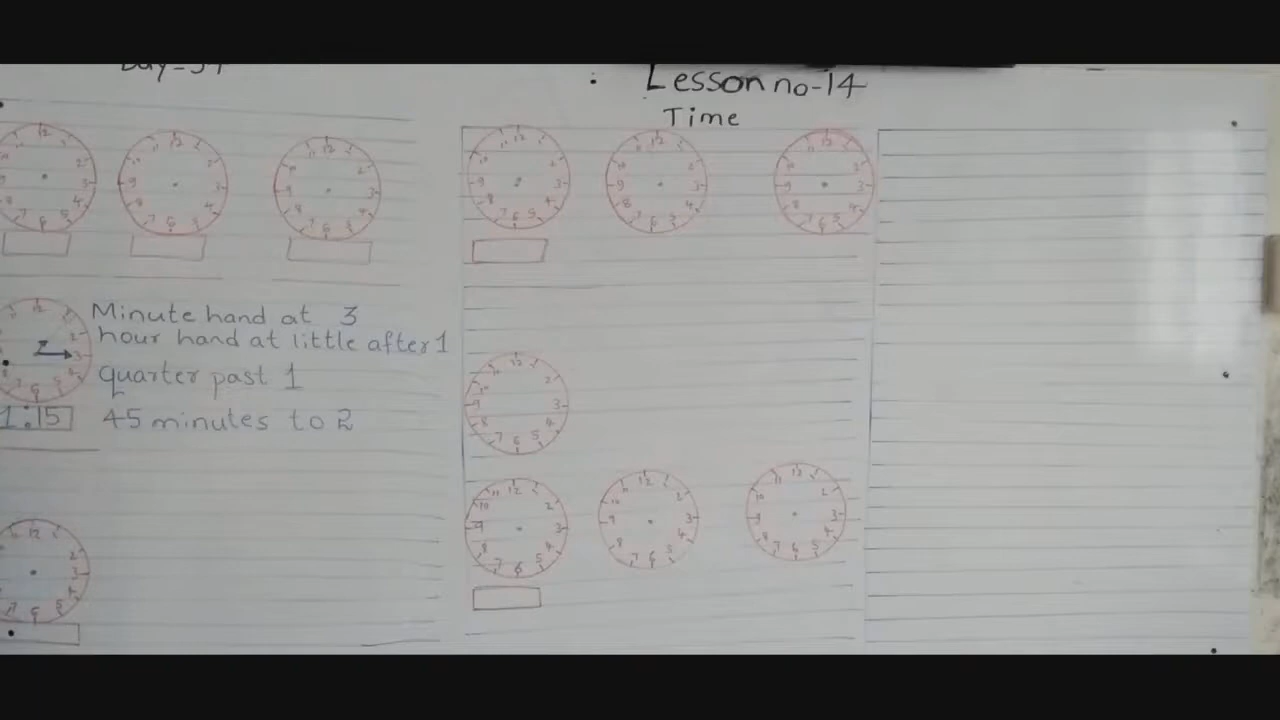 Lesson no-14
Time
Minute hand at 3
hour hand at little after 1
quarter past 1
1:15
45 minutes to 2